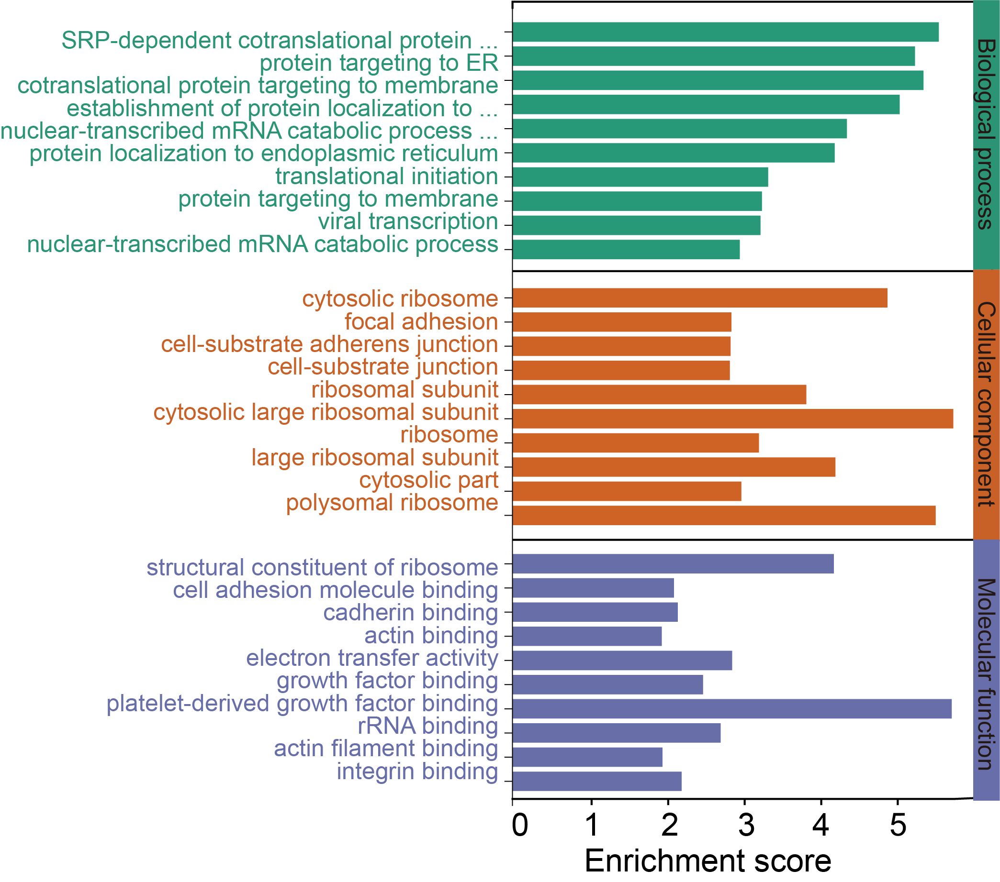 SRP-dependent cotranslational protein ...
protein targeting to ER
cotranslational protein targeting to membrane
establishment of protein localization to ...
nuclear-transcribed mRNA catabolic process ...
protein localization to endoplasmic reticulum
translational initiation
protein targeting to membrane
viral transcription
nuclear-transcribed mRNA catabolic process
Biological process
cytosolic ribosome
focal adhesion
cell-substrate adherens junction
cell-substrate junction
ribosomal subunit
cytosolic large ribosomal subunit
ribosome
large ribosomal subunit
cytosolic part
polysomal ribosome
Cellular component
structural constituent of ribosome
cell adhesion molecule binding
cadherin binding
actin binding
electron transfer activity
growth factor binding
platelet-derived growth factor binding
rRNA binding
actin filament binding
integrin binding
Molecular function
0 1 2 3 4 5
Enrichment score